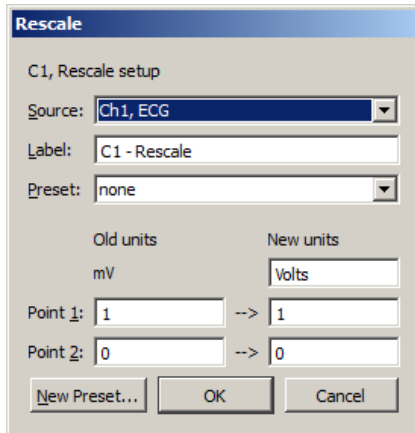 Rescale
C1, Rescale setup
Source: Ch1, ECG
Label: C1 - Rescale
Preset: none
Old units New units
mV Volts
Point 1: 1 --> 1
Point 2: 0 --> 0
New Preset... OK Cancel